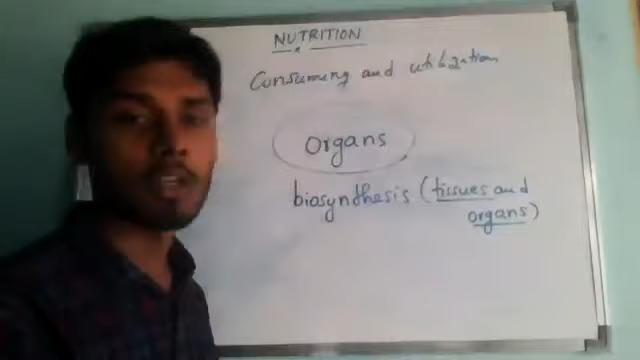 NUTRITION
Consuming and utilization
organs
biosynthesis (tissues and
organs)